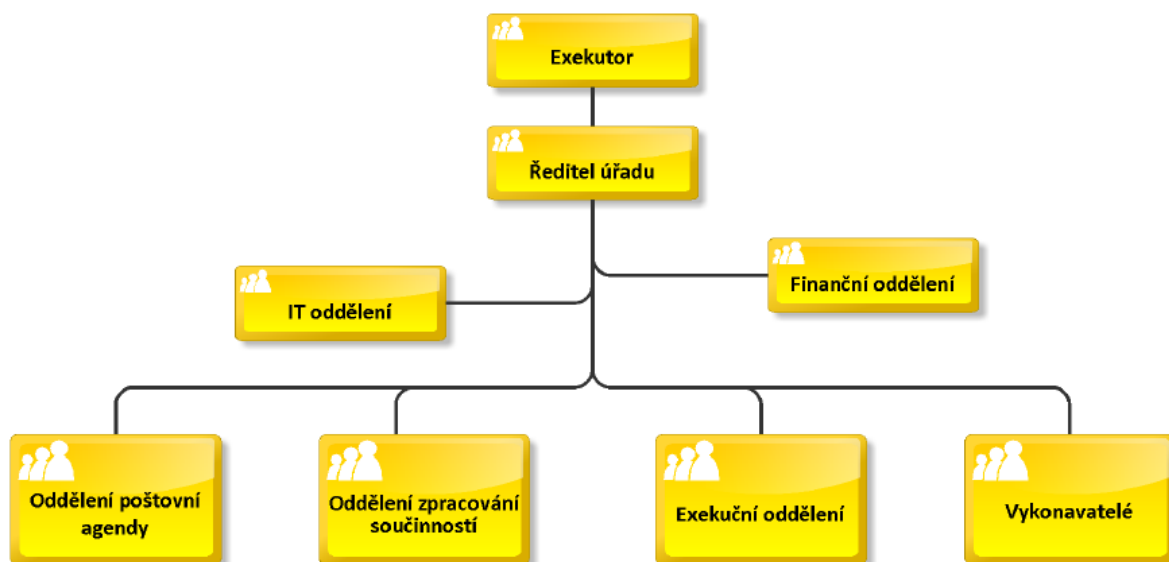 Exekutor
Ředitel úřadu
Finanční oddělení
IT oddělení
Oddělení poštovní
agendy
Oddělení zpracování
součinností
Exekuční oddělení
Vykonavatelé